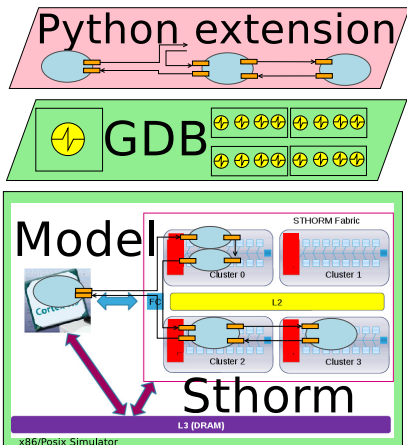 Python extension
GDB
Model
STHORM Fabric
Cluster 0
Cluster 1
FC
L2
Cluster 2
Cluster 3
Sthorm
L3 (DRAM)
x86/Posix Simulator